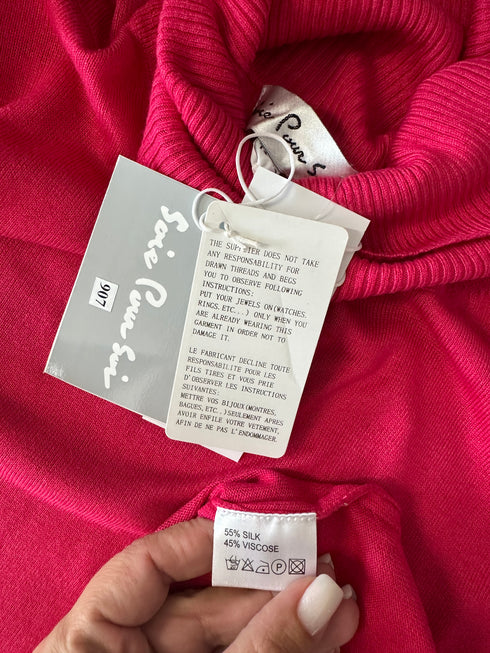 Soie Pour S
Soie Pour Sui
907
THE SUPPLIER DOES NOT TAKE
ANY RESPONSABILITY FOR
DRAWN THREADS AND BEGS
YOU TO OBSERVE FOLLOWING
INSTRUCTIONS:
PUT YOUR JEWELS ON(WATCHES.
RINGS. ETC...) ONLY WHEN YOU
ARE ALREADY WEARING THIS
GARMENT IN ORDER NOT TO
DAMAGE IT.
LE FABRICANT DECLINE TOUTE
RESPONSABILITE POUR LES
FILS TIRES ET VOUS PRIE
D'OBSERVER LES INSTRUCTIONS
SUIVANTES:
METTRE VOS BIJOUX(MONTRES,
BAGUES, ETC..)SEULEMENT APRES
AVOIR ENFILE VOTRE VETEMENT,
AFIN DE NE PAS L'ENDOMMAGER.
55% SILK
45% VISCOSE
P